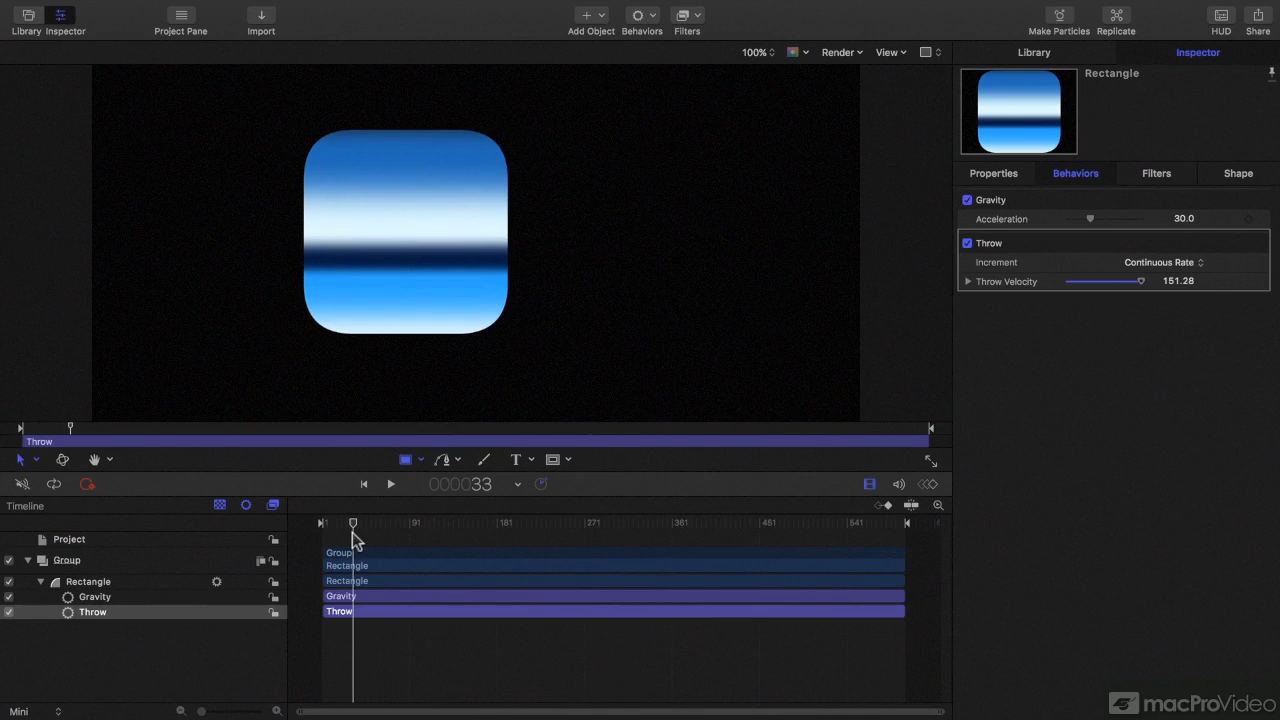 Library Inspector Project Pane Import Add Object Behaviors Filters Make Particles Replicate HUD Share
100% Render View Library Inspector
Rectangle
Properties Behaviors Filters Shape
Gravity
Acceleration 30.0
Throw
Increment Continuous Rate
Throw Velocity 151.28
Throw
T
000033
Timeline
1 91 181 271 361 451 541
Project
Group Group
Rectangle
Rectangle Rectangle
Gravity Gravity
Throw Throw
Mini
macProVideo